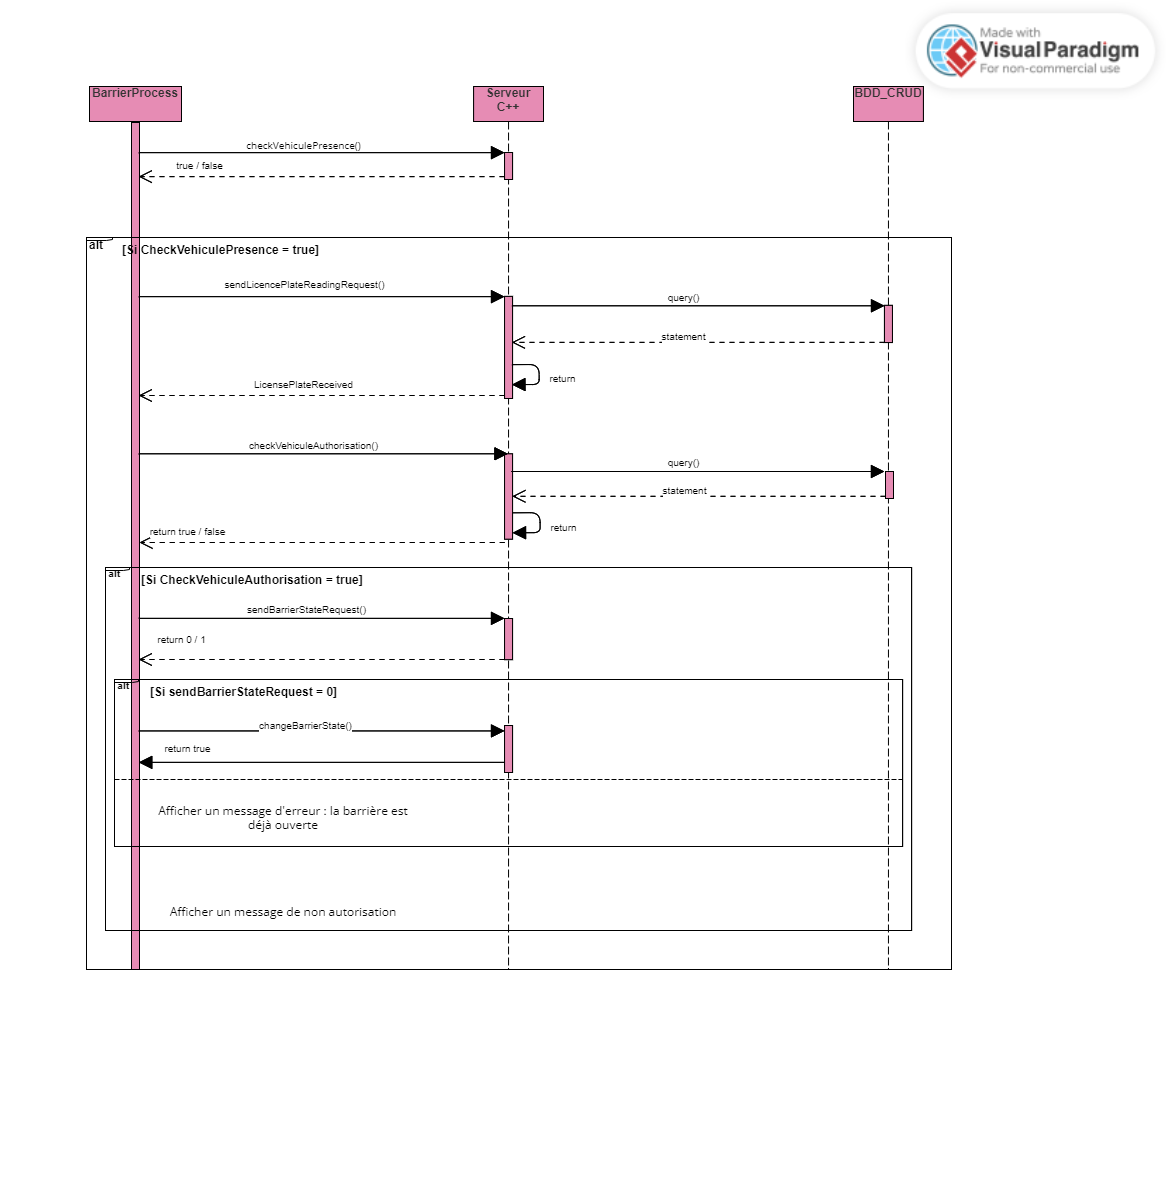 Made with
Visual Paradigm
For non-commercial use
BarrierProcess
Serveur
C++
BDD_CRUD
checkVehiculePresence()
true / false
alt
[Si CheckVehiculePresence = true]
sendLicencePlateReadingRequest()
query()
statement
return
LicensePlateReceived
checkVehiculeAuthorisation()
query()
statement
return
return true / false
alt
[Si CheckVehiculeAuthorisation = true]
sendBarrierStateRequest()
return 0 / 1
alt
[Si sendBarrierStateRequest = 0]
changeBarrierState()
return true
Afficher un message d'erreur : la barrière est
déjà ouverte
Afficher un message de non autorisation